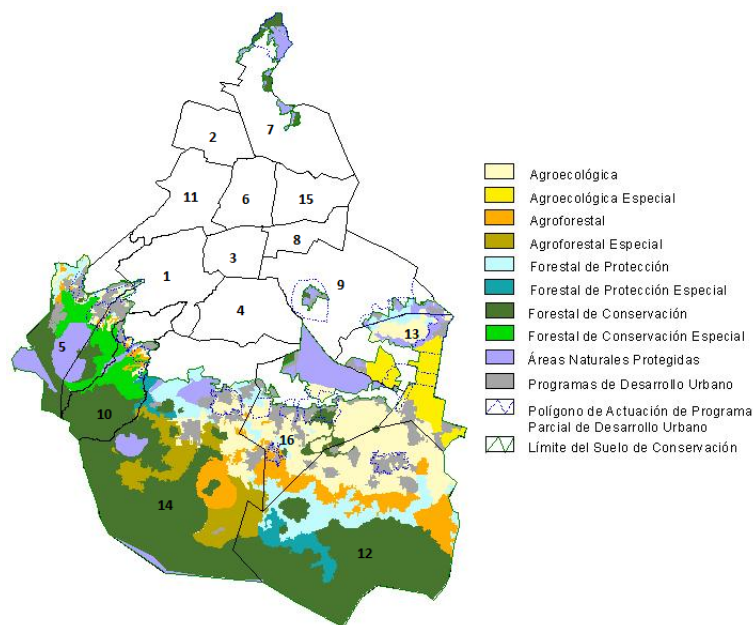 7
2
11
6
15
8
3
9
1
4
13
5
10
16
14
12
Agroecológica
Agroecológica Especial
Agroforestal
Agroforestal Especial
Forestal de Protección
Forestal de Protección Especial
Forestal de Conservación
Forestal de Conservación Especial
Áreas Naturales Protegidas
Programas de Desarrollo Urbano
Polígono de Actuación de Programa
Parcial de Desarrollo Urbano
Límite del Suelo de Conservación